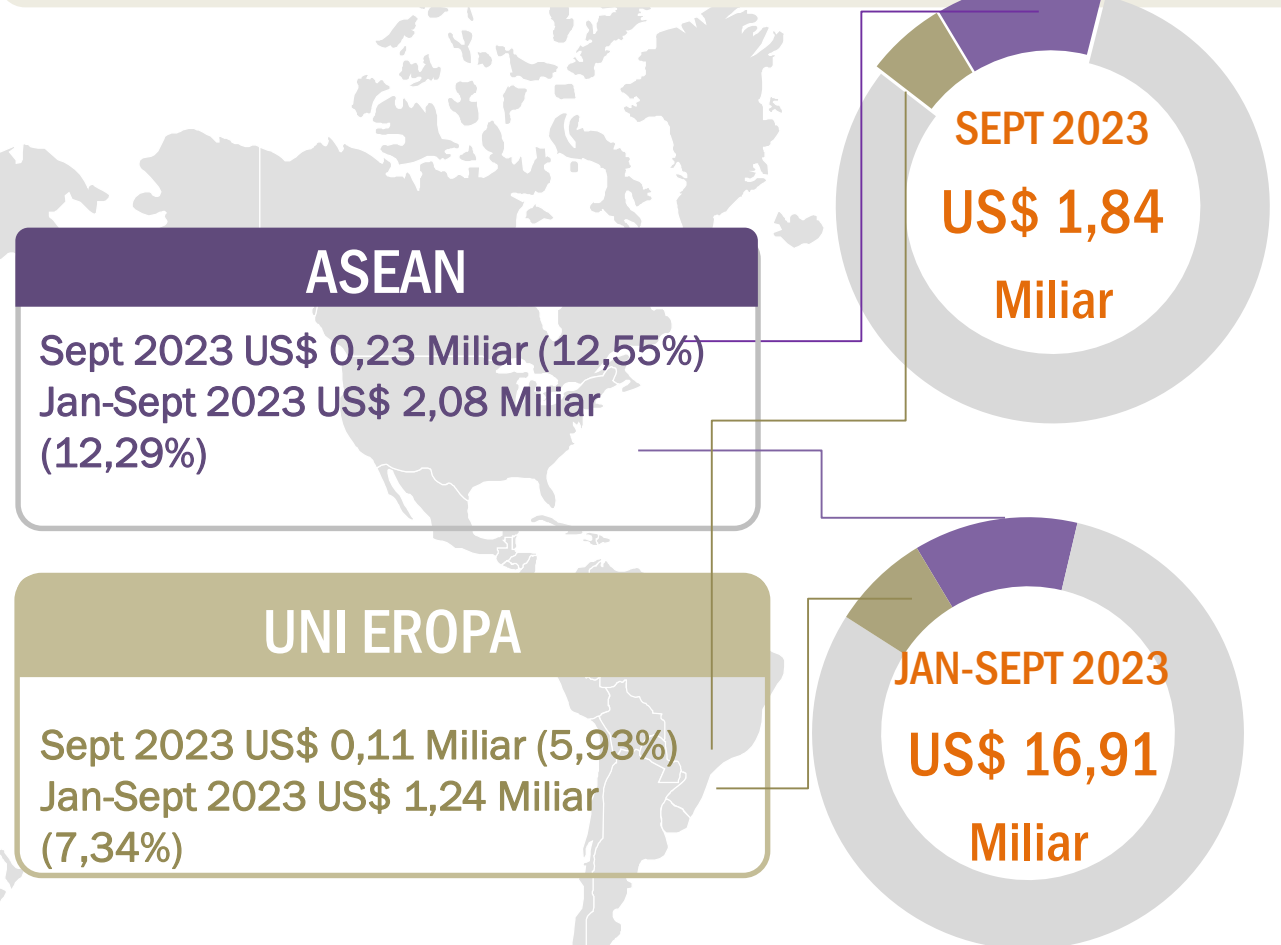 SEPT 2023
US$ 1,84
Miliar
ASEAN
Sept 2023 US$ 0,23 Miliar (12,55%)
Jan-Sept 2023 US$ 2,08 Miliar
(12,29%)
UNI EROPA
Sept 2023 US$ 0,11 Miliar (5,93%)
Jan-Sept 2023 US$ 1,24 Miliar
(7,34%)
JAN-SEPT 2023
US$ 16,91
Miliar